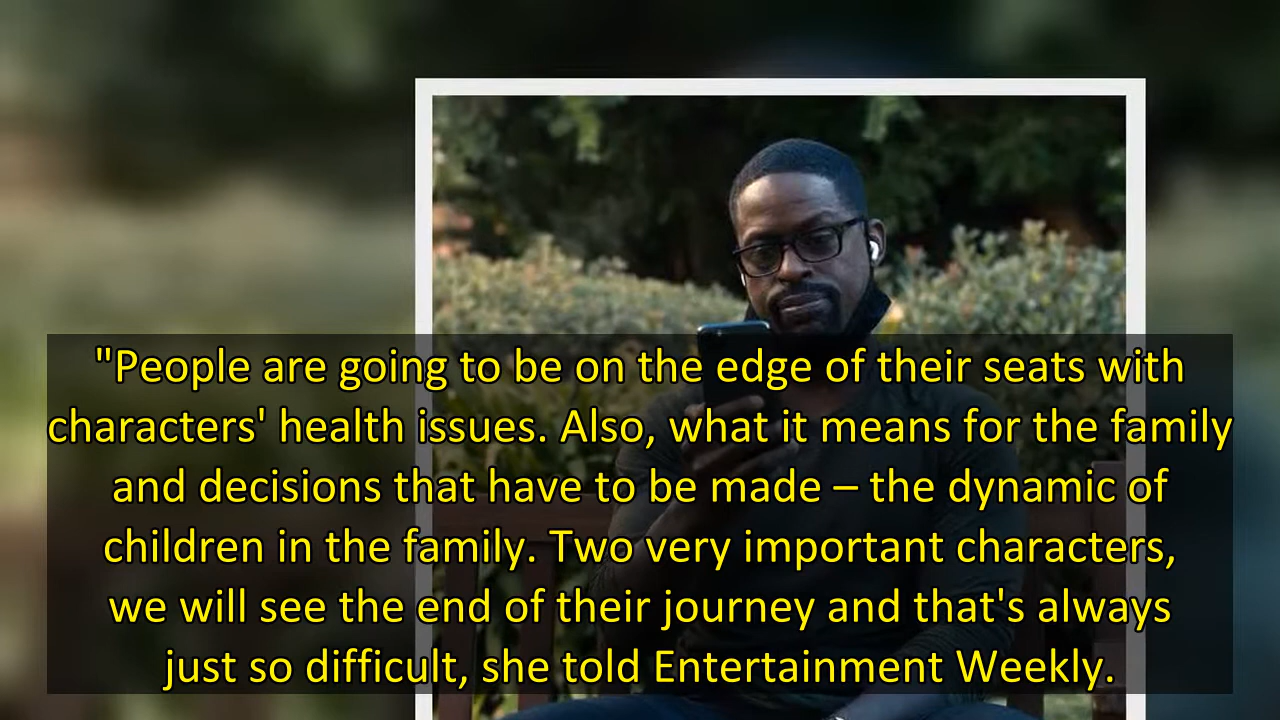 "People are going to be on the edge of their seats with
characters' health issues. Also, what it means for the family
and decisions that have to be made – the dynamic of
children in the family. Two very important characters,
we will see the end of their journey and that's always
just so difficult, she told Entertainment Weekly.